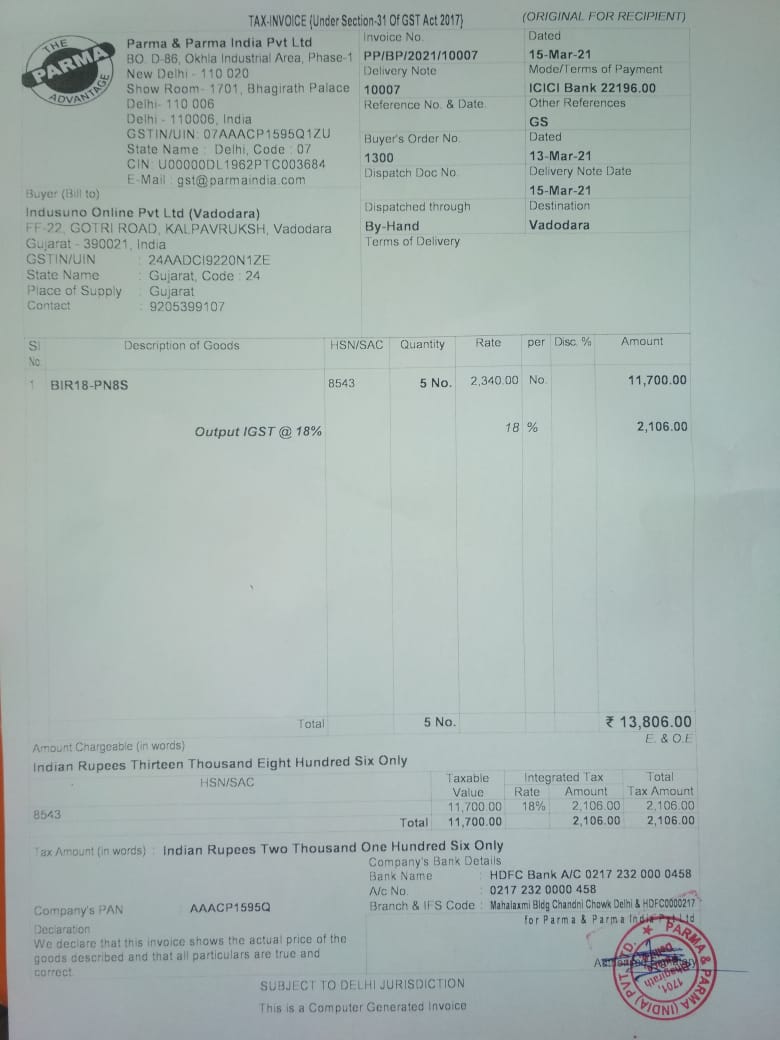 TAX-INVOICE (Under Section-31 Of GST Act 2017)
(ORIGINAL FOR RECIPIENT)
THE
PARMA
ADVANTAGE
Parma & Parma India Pvt Ltd
BO. D-86, Okhla Industrial Area, Phase-1
New Delhi - 110 020
Show Room- 1701, Bhagirath Palace
Delhi- 110 006
Delhi - 110006, India
GSTIN/UIN: 07AAACP1595Q1ZU
State Name : Delhi, Code : 07
CIN: U00000DL1962PTC003684
E-Mail : gst@parmaindia.com
Invoice No.
PP/BP/2021/10007
Dated
15-Mar-21
Delivery Note
10007
Mode/Terms of Payment
ICICI Bank 22196.00
Reference No. & Date.
Other References
GS
Buyer's Order No.
1300
Dated
13-Mar-21
Dispatch Doc No.
Delivery Note Date
15-Mar-21
Dispatched through
By-Hand
Destination
Vadodara
Terms of Delivery
Buyer (Bill to)
Indusuno Online Pvt Ltd (Vadodara)
FF-22, GOTRI ROAD, KALPAVRUKSH, Vadodara
Gujarat - 390021, India
GSTIN/UIN : 24AADCI9220N1ZE
State Name : Gujarat, Code : 24
Place of Supply : Gujarat
Contact : 9205399107
Sl No. Description of Goods HSN/SAC Quantity Rate per Disc. % Amount
1 BIR18-PN8S 8543 5 No. 2,340.00 No. 11,700.00
Output IGST @ 18% 18 % 2,106.00
Total 5 No. ₹ 13,806.00
Amount Chargeable (in words) E. & O.E
Indian Rupees Thirteen Thousand Eight Hundred Six Only
HSN/SAC Taxable Value Integrated Tax Rate Amount Total Tax Amount
8543 11,700.00 18% 2,106.00 2,106.00
Total 11,700.00 2,106.00 2,106.00
Tax Amount (in words) : Indian Rupees Two Thousand One Hundred Six Only
Company's Bank Details
Bank Name : HDFC Bank A/C 0217 232 000 0458
A/c No. : 0217 232 0000 458
Company's PAN AAACP1595Q
Branch & IFS Code : Mahalaxmi Bldg Chandni Chowk Delhi & HDFC0000217
for Parma & Parma India Pvt Ltd
Declaration
We declare that this invoice shows the actual price of the
goods described and that all particulars are true and
correct.
PARMA & PARMA (INDIA) PVT. LTD.
1701,
Bhagirath
SUBJECT TO DELHI JURISDICTION
This is a Computer Generated Invoice